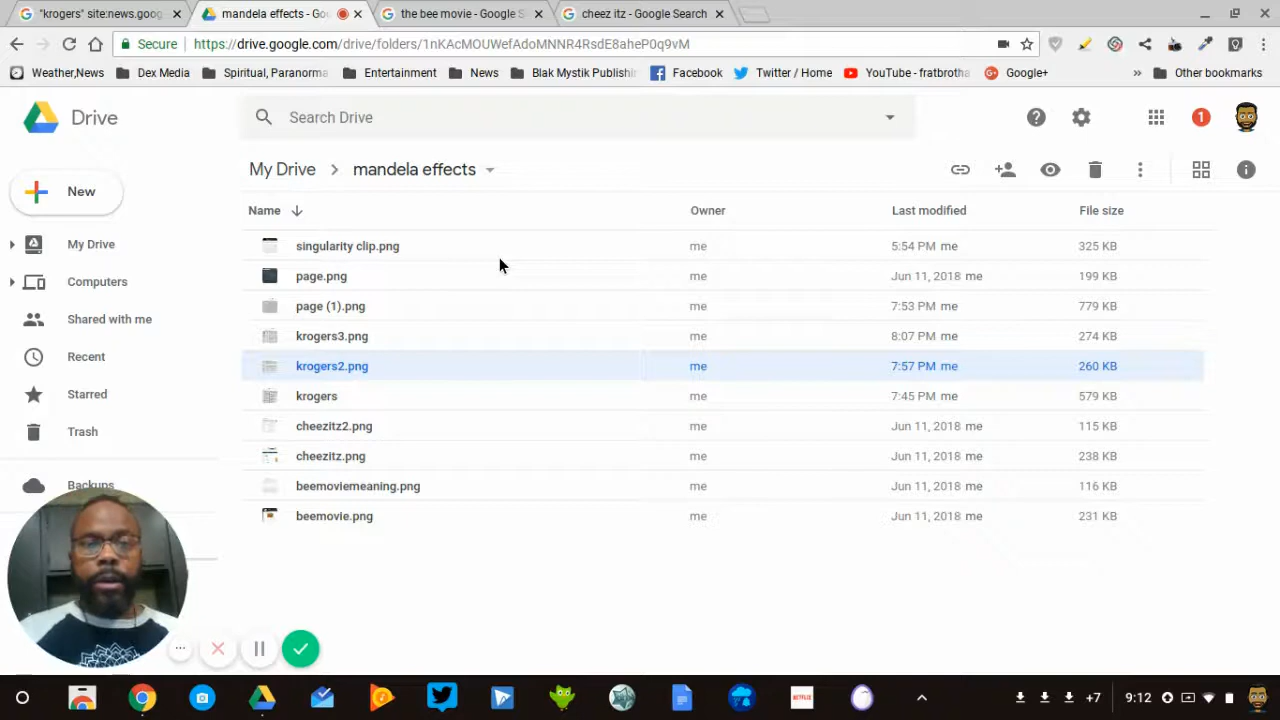 "krogers" site:news.goog
mandela effects - Goo
the bee movie - Google S
cheez itz - Google Search
Secure
https://drive.google.com/drive/folders/1nKAcMOUWefAdoMNNR4RsdE8aheP0q9vM
Weather,News
Dex Media
Spiritual, Paranorma
Entertainment
News
Blak Mystik Publishi
Facebook
Twitter / Home
YouTube - fratbrotha
Google+
»
Other bookmarks
Drive
Search Drive
1
New
My Drive
mandela effects
Name
Owner
Last modified
File size
My Drive
Computers
Shared with me
Recent
Starred
Trash
Backups
singularity clip.png me 5:54 PM me 325 KB
page.png me Jun 11, 2018 me 199 KB
page (1).png me 7:53 PM me 779 KB
krogers3.png me 8:07 PM me 274 KB
krogers2.png me 7:57 PM me 260 KB
krogers me 7:45 PM me 579 KB
cheezitz2.png me Jun 11, 2018 me 115 KB
cheezitz.png me Jun 11, 2018 me 238 KB
beemoviemeaning.png me Jun 11, 2018 me 116 KB
beemovie.png me Jun 11, 2018 me 231 KB
NETFLIX
+7
9:12